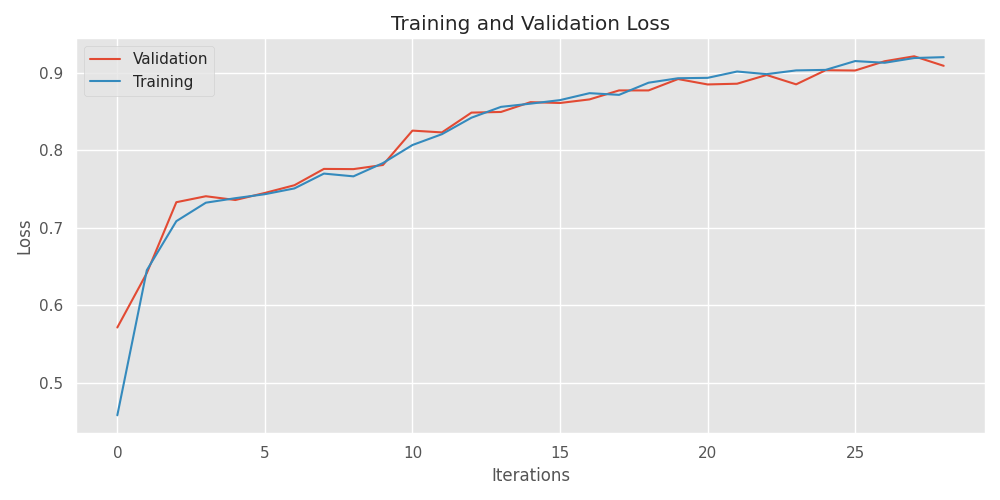 Training and Validation Loss
Validation
Training
0.9
0.8
0.7
0.6
0.5
Loss
0 5 10 15 20 25
Iterations